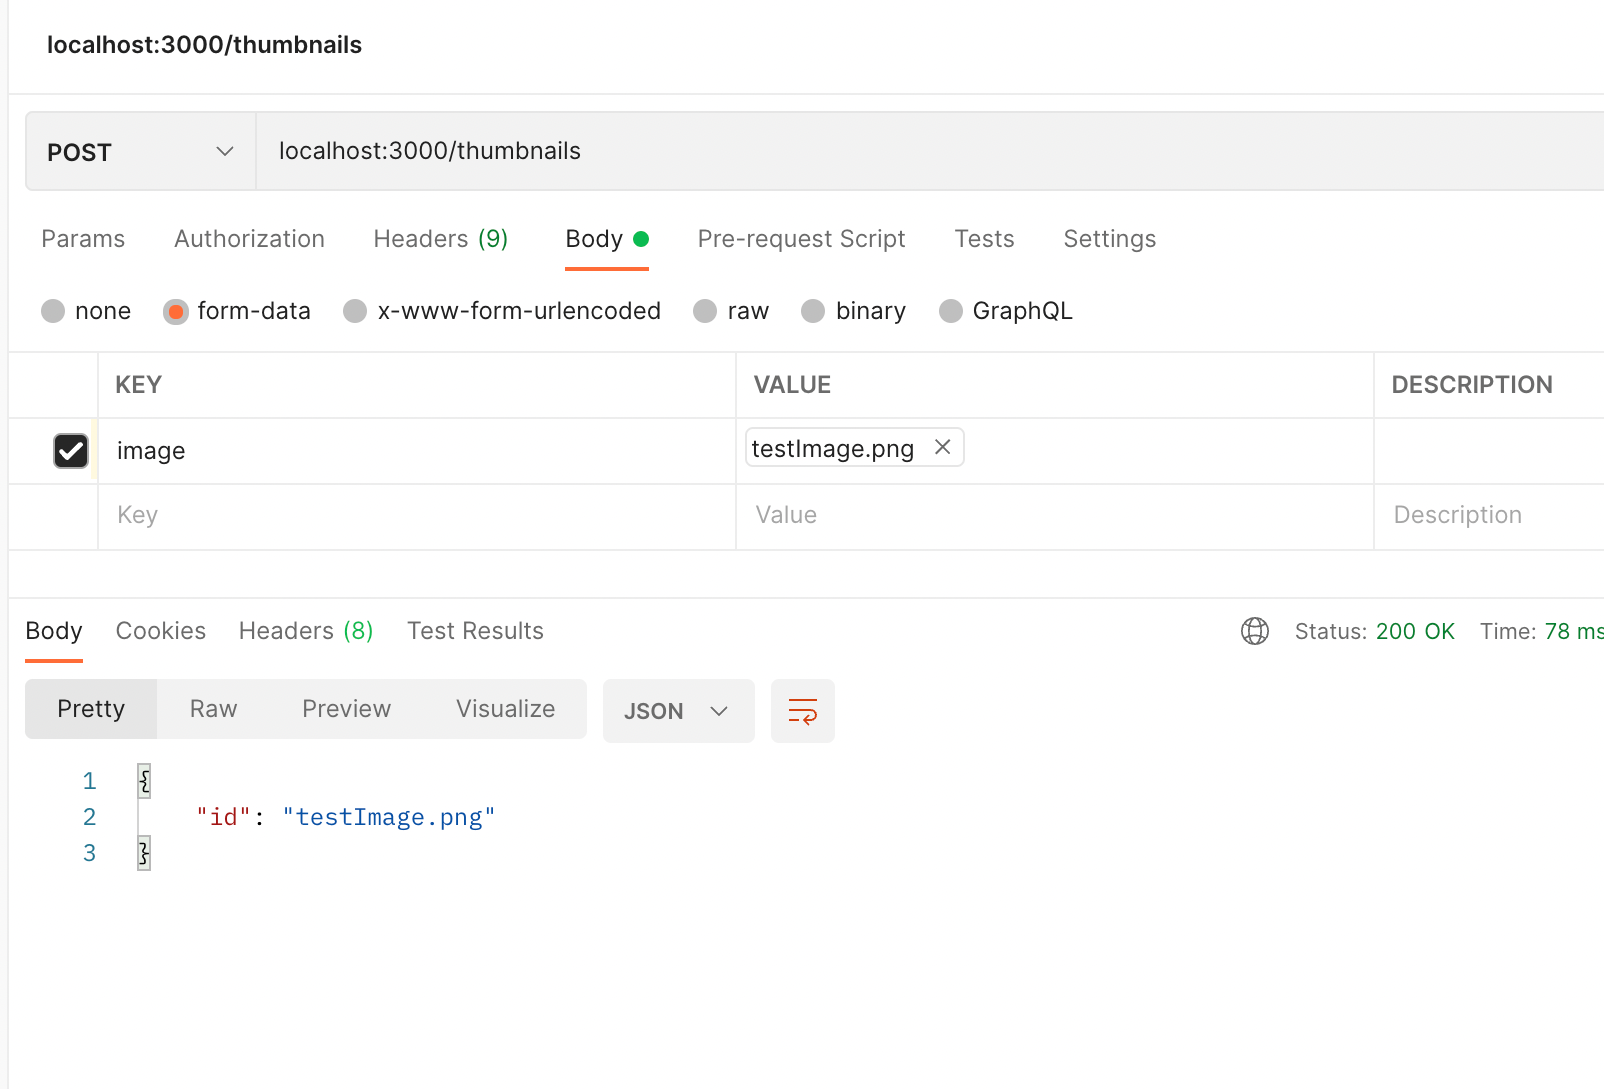 localhost:3000/thumbnails
POST localhost:3000/thumbnails
Params Authorization Headers (9) Body Pre-request Script Tests Settings
none form-data x-www-form-urlencoded raw binary GraphQL
KEY VALUE DESCRIPTION
image testImage.png
Key Value Description
Body Cookies Headers (8) Test Results Status: 200 OK Time: 78 ms
Pretty Raw Preview Visualize JSON
1 {
2 "id": "testImage.png"
3 }